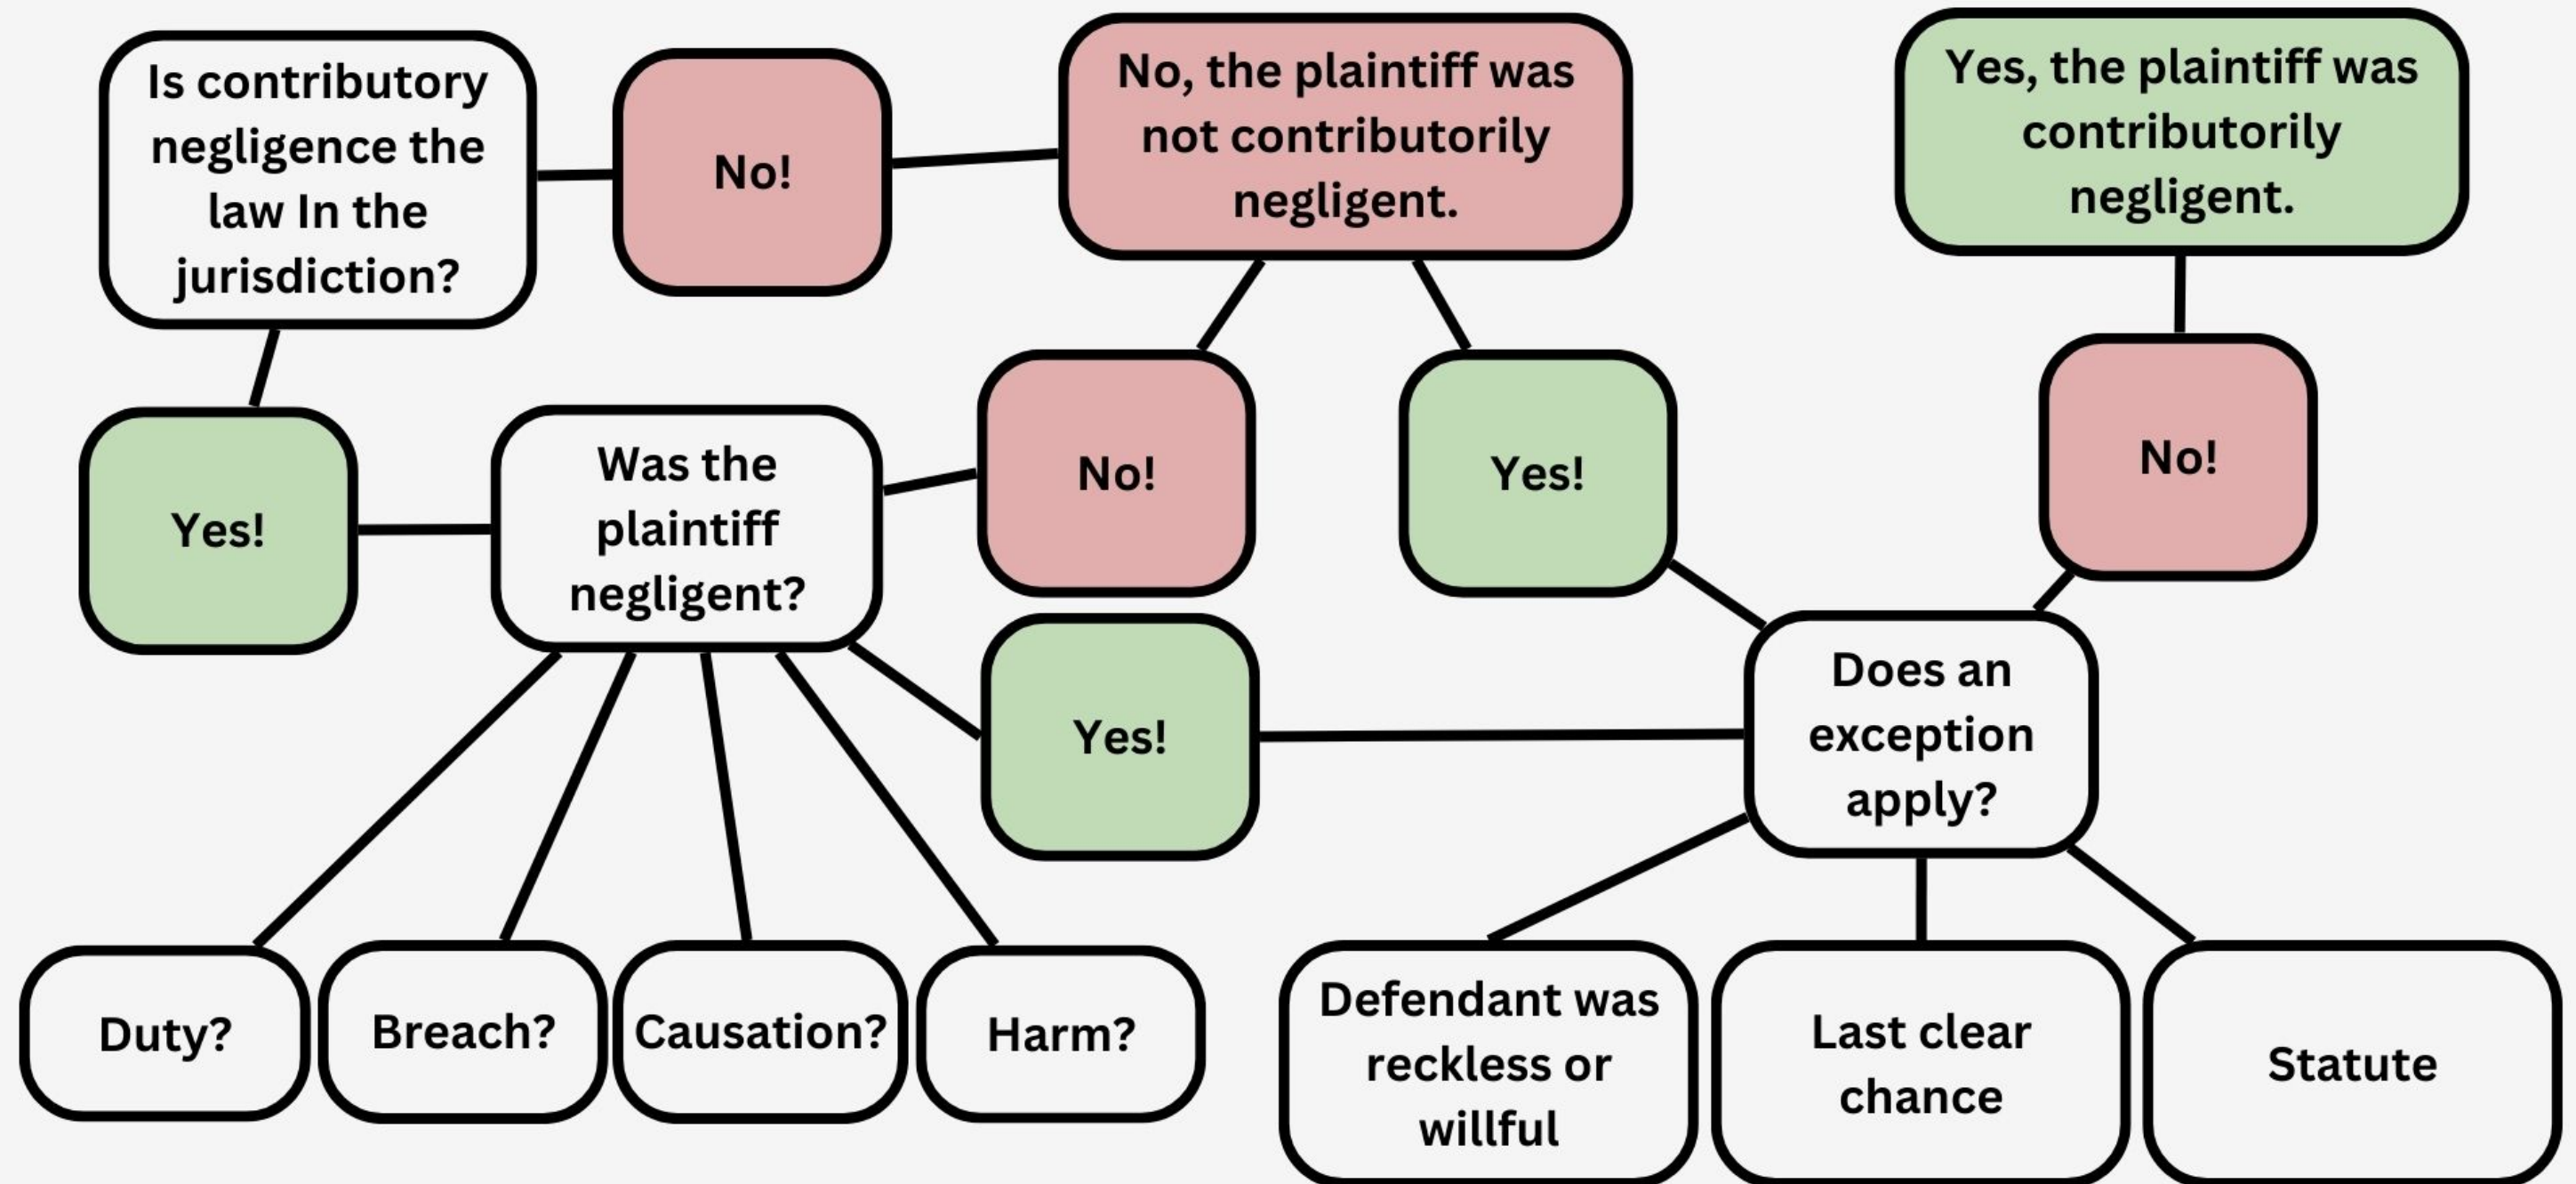 Is contributory
negligence the
law In the
jurisdiction?
No!
No, the plaintiff was
not contributorily
negligent.
Yes, the plaintiff was
contributorily
negligent.
Yes!
Was the
plaintiff
negligent?
No!
Yes!
No!
Yes!
Does an
exception
apply?
Duty?
Breach?
Causation?
Harm?
Defendant was
reckless or
willful
Last clear
chance
Statute